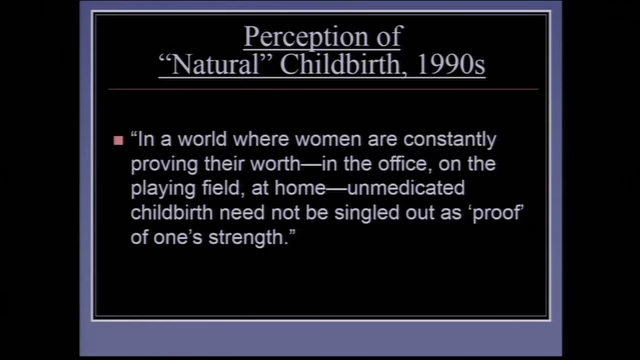 Perception of
“Natural” Childbirth, 1990s
“In a world where women are constantly
proving their worth—in the office, on the
playing field, at home—unmedicated
childbirth need not be singled out as ‘proof’
of one’s strength.”